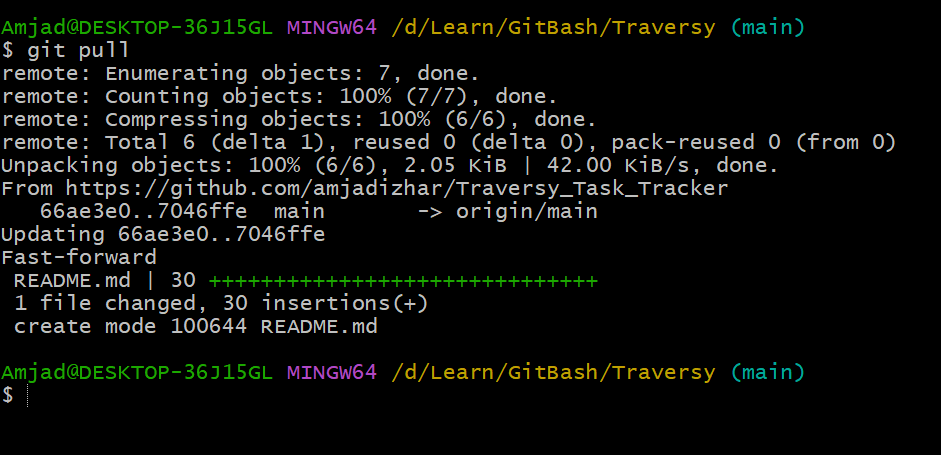 Amjad@DESKTOP-36J15GL MINGW64 /d/Learn/GitBash/Traversy (main)
$ git pull
remote: Enumerating objects: 7, done.
remote: Counting objects: 100% (7/7), done.
remote: Compressing objects: 100% (6/6), done.
remote: Total 6 (delta 1), reused 0 (delta 0), pack-reused 0 (from 0)
Unpacking objects: 100% (6/6), 2.05 KiB | 42.00 KiB/s, done.
From https://github.com/amjadizhar/Traversy_Task_Tracker
   66ae3e0..7046ffe  main       -> origin/main
Updating 66ae3e0..7046ffe
Fast-forward
 README.md | 30 ++++++++++++++++++++++++++++++
 1 file changed, 30 insertions(+)
 create mode 100644 README.md
Amjad@DESKTOP-36J15GL MINGW64 /d/Learn/GitBash/Traversy (main)
$